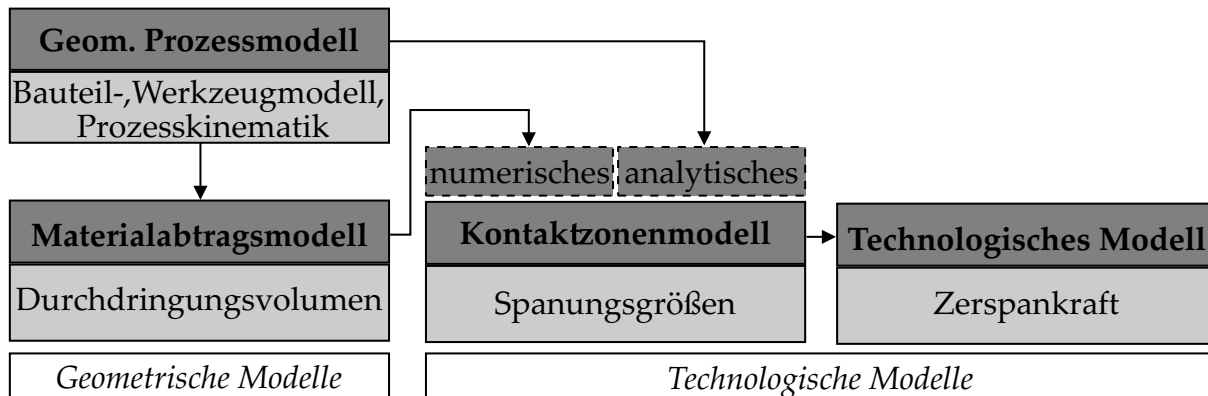 Geom. Prozessmodell
Bauteil-,Werkzeugmodell,
Prozesskinematik
Materialabtragsmodell
Durchdringungsvolumen
Geometrische Modelle
numerisches
analytisches
Kontaktzonenmodell
Spanungsgrößen
Technologisches Modell
Zerspankraft
Technologische Modelle